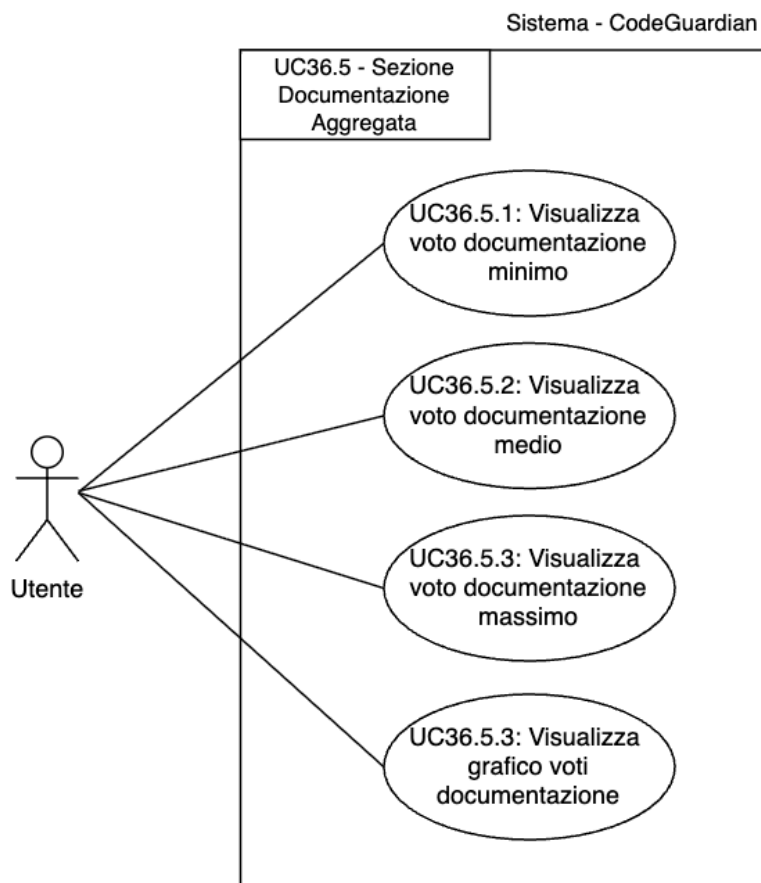 Sistema - CodeGuardian
UC36.5 - Sezione
Documentazione
Aggregata
UC36.5.1: Visualizza
voto documentazione
minimo
UC36.5.2: Visualizza
voto documentazione
medio
Utente
UC36.5.3: Visualizza
voto documentazione
massimo
UC36.5.3: Visualizza
grafico voti
documentazione